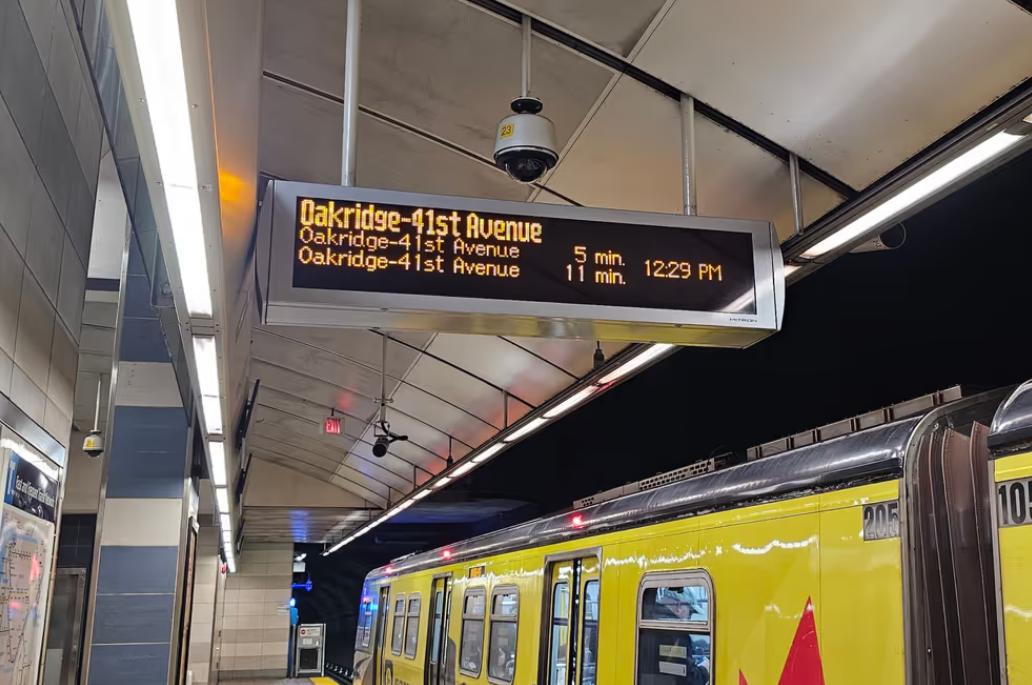 23
Oakridge-41st Avenue
Oakridge-41st Avenue 5 min.
Oakridge-41st Avenue 11 min.
12:29 PM
205
105